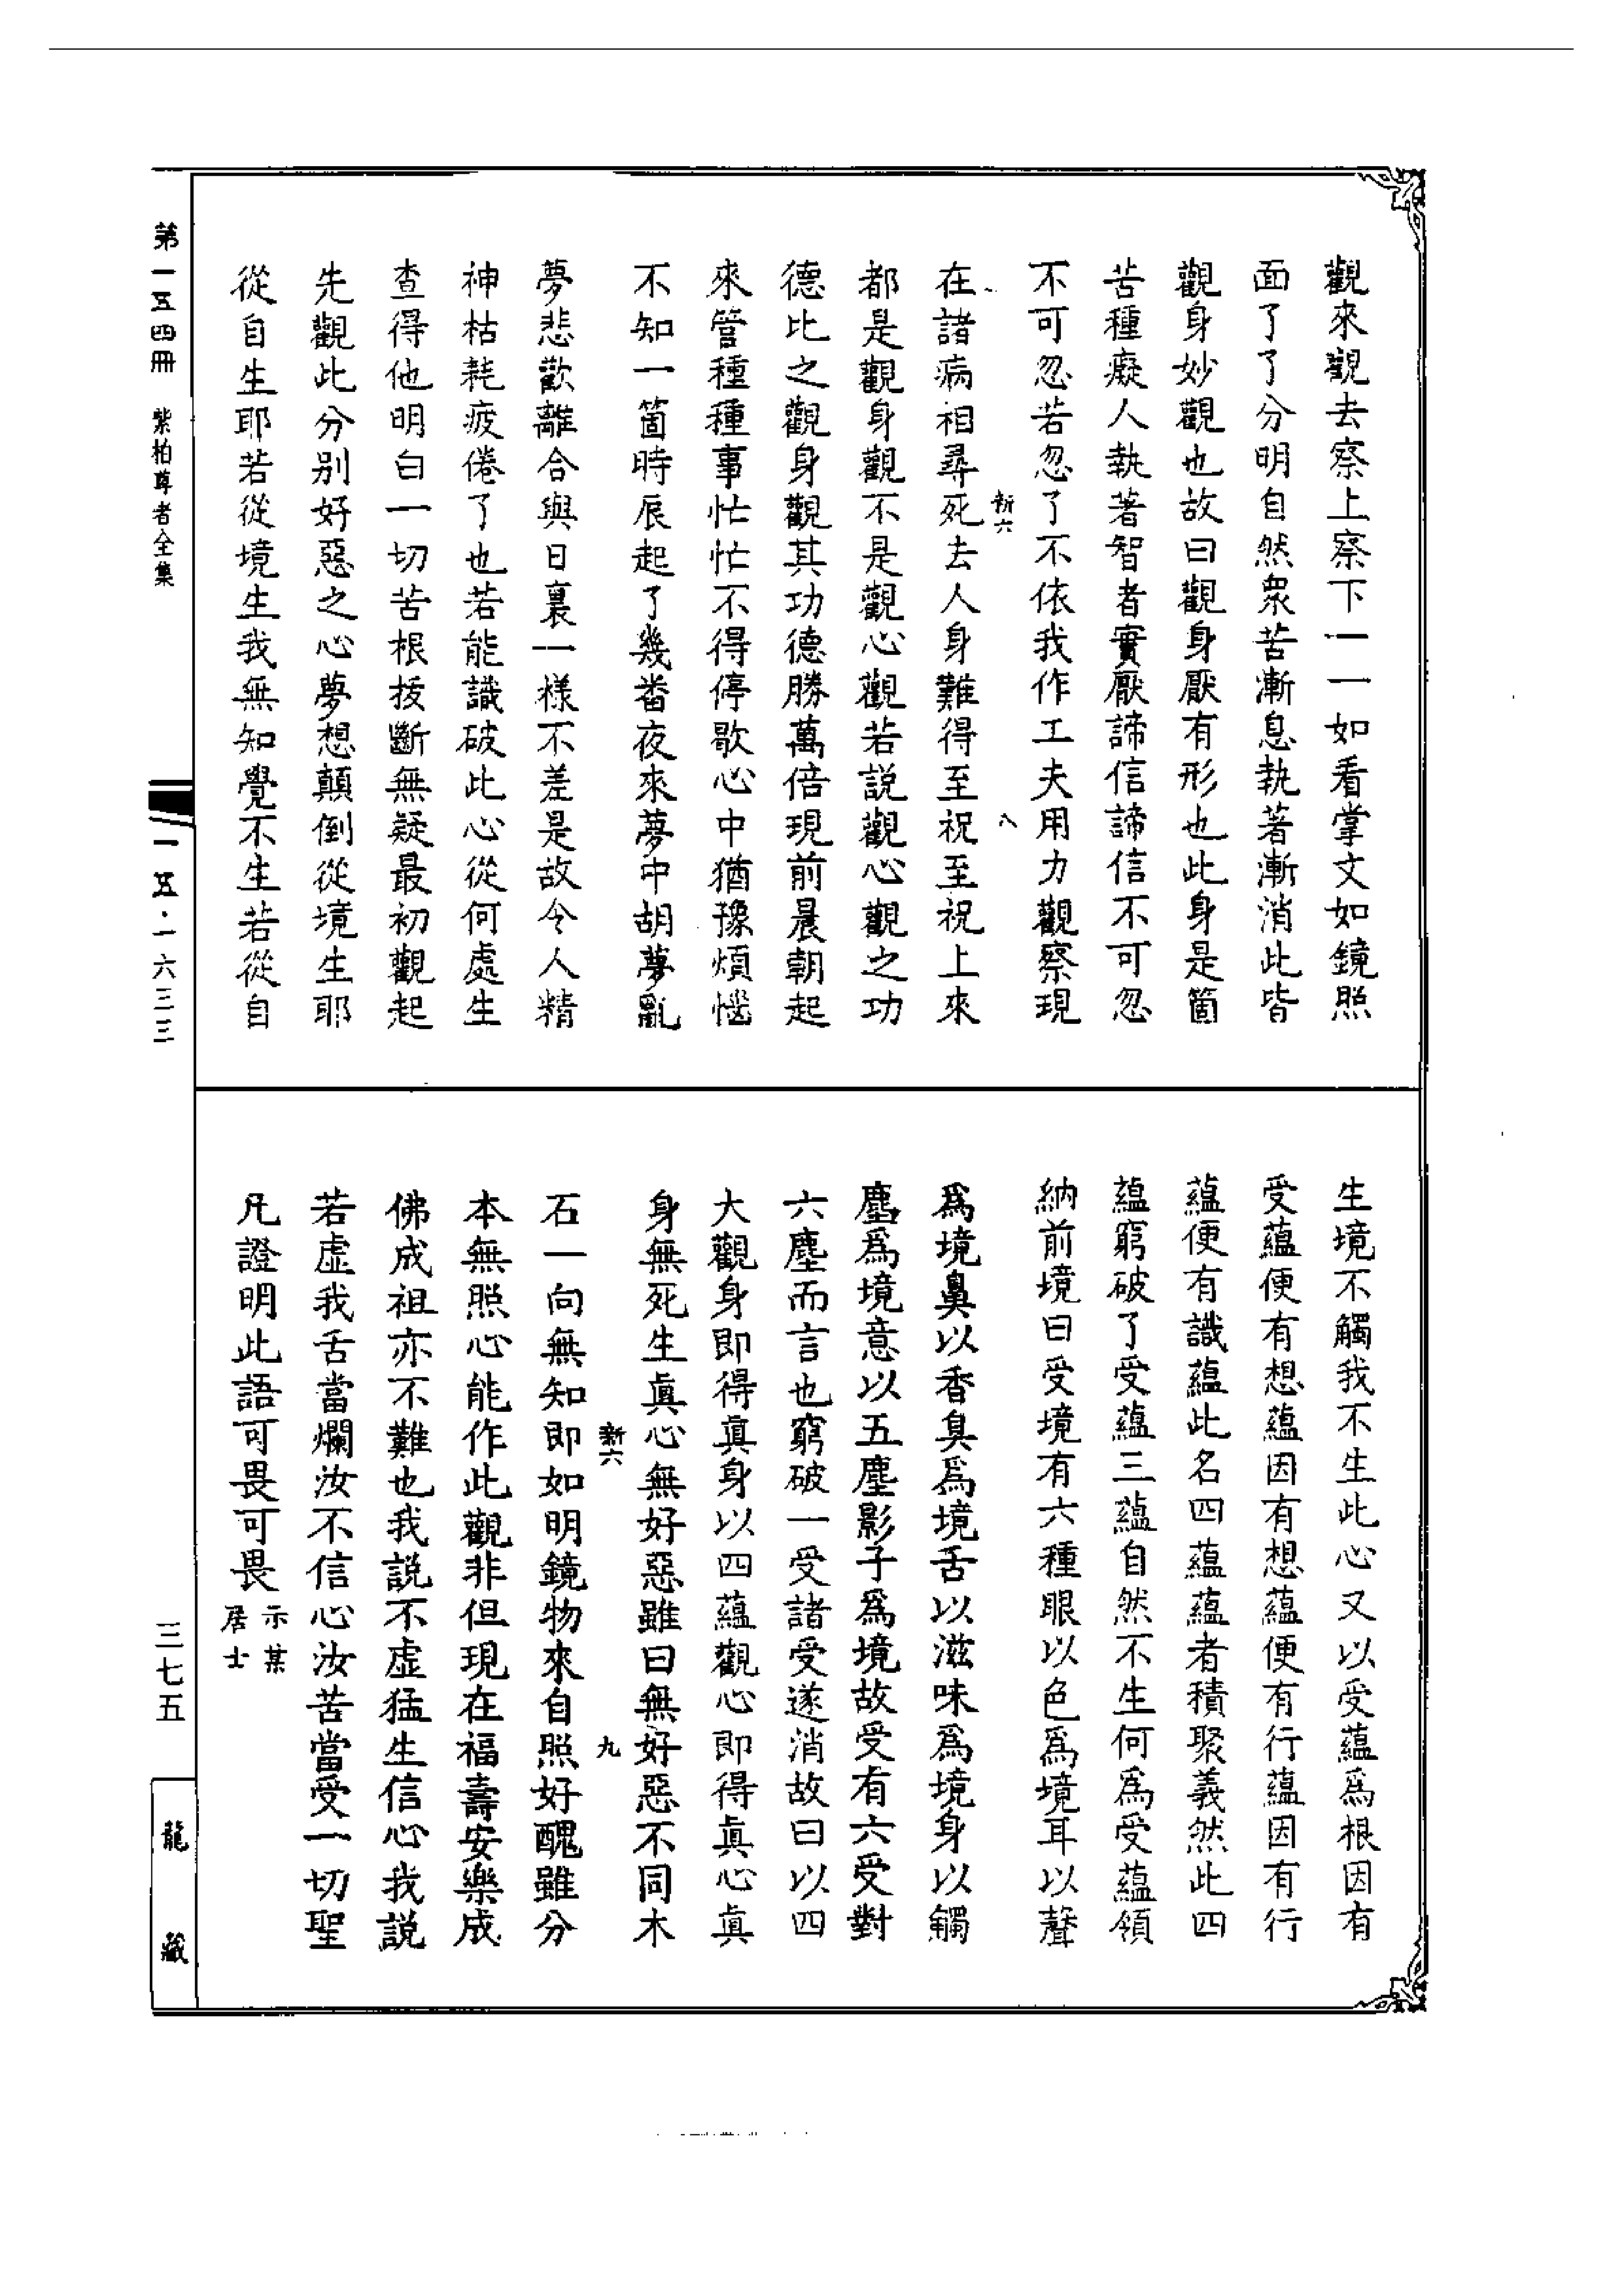 觀來觀去察上察下一一如看掌文如鏡照
面了了分明自然衆苦漸息執著漸消此皆
觀身妙觀也故曰觀身厭有形也此身是箇
苦種癡人執著智者實厭諦信諦信不可忽
不可忽若忽了不依我作工夫用力觀察現
新六 八
在諸病相尋死去人身難得至祝至祝上來
都是觀身觀不是觀心觀若說觀心觀之功
德比之觀身觀其功德勝萬倍現前晨朝起
來管種種事忙忙不得停歇心中猶豫煩惱
不知一箇時辰起了幾畨夜來夢中胡夢亂
夢悲歡離合與日裏一樣不差是故令人精
神枯耗疲倦了也若能識破此心從何處生
查得他明白一切苦根拔斷無疑最初觀起
先觀此分別好惡之心夢想顛倒從境生耶
從自生耶若從境生我無知覺不生若從自
生境不觸我不生此心又以受蘊爲根因有
受蘊便有想蘊因有想蘊便有行蘊因有行
蘊便有識蘊此名四蘊蘊者積聚義然此四
蘊窮破了受蘊三蘊自然不生何爲受蘊領
納前境曰受境有六種眼以色爲境耳以聲
爲境鼻以香臭爲境舌以滋味爲境身以觸
塵爲境意以五塵影子爲境故受有六受對
六塵而言也窮破一受諸受遂消故曰以四
大觀身即得眞身以四蘊觀心即得眞心眞
身無死生眞心無好惡雖曰無好惡不同木
新六 九
石一向無知即如明鏡物來自照好醜雖分
本無照心能作此觀非但現在福壽安樂成
佛成祖亦不難也我說不虛猛生信心我說
若虛我舌當爛汝不信心汝苦當受一切聖
凡證明此語可畏可畏 示某
居士
第一五四冊 紫柏尊者全集
一五·一六三三
三七五
龍藏